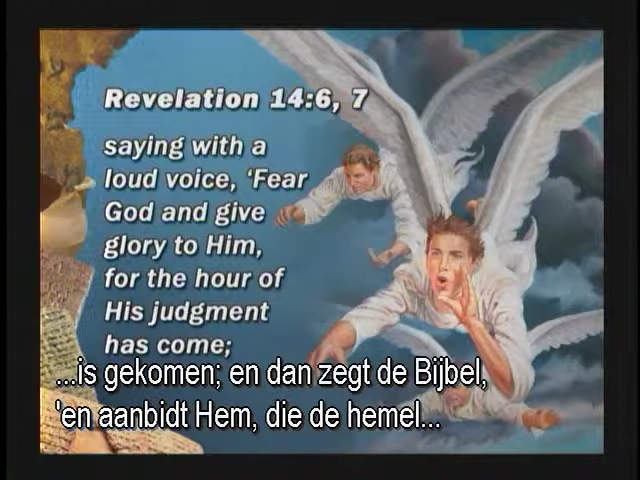 Revelation 14:6, 7
saying with a
loud voice, ‘Fear
God and give
glory to Him,
for the hour of
His judgment
has come;
...is gekomen; en dan zegt de Bijbel,
'en aanbidt Hem, die de hemel...